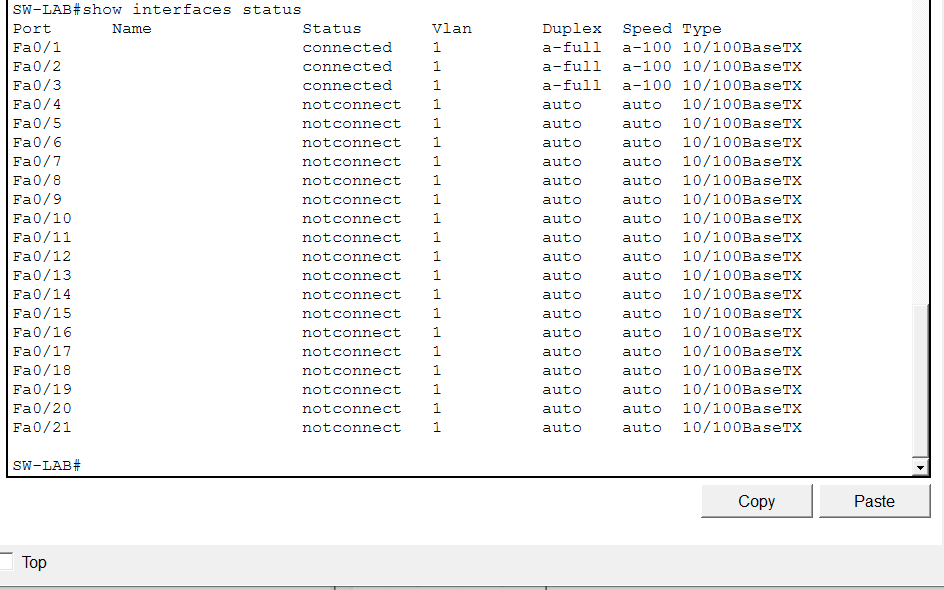 SW-LAB#show interfaces status
Port Name Status Vlan Duplex Speed Type
Fa0/1 connected 1 a-full a-100 10/100BaseTX
Fa0/2 connected 1 a-full a-100 10/100BaseTX
Fa0/3 connected 1 a-full a-100 10/100BaseTX
Fa0/4 notconnect 1 auto auto 10/100BaseTX
Fa0/5 notconnect 1 auto auto 10/100BaseTX
Fa0/6 notconnect 1 auto auto 10/100BaseTX
Fa0/7 notconnect 1 auto auto 10/100BaseTX
Fa0/8 notconnect 1 auto auto 10/100BaseTX
Fa0/9 notconnect 1 auto auto 10/100BaseTX
Fa0/10 notconnect 1 auto auto 10/100BaseTX
Fa0/11 notconnect 1 auto auto 10/100BaseTX
Fa0/12 notconnect 1 auto auto 10/100BaseTX
Fa0/13 notconnect 1 auto auto 10/100BaseTX
Fa0/14 notconnect 1 auto auto 10/100BaseTX
Fa0/15 notconnect 1 auto auto 10/100BaseTX
Fa0/16 notconnect 1 auto auto 10/100BaseTX
Fa0/17 notconnect 1 auto auto 10/100BaseTX
Fa0/18 notconnect 1 auto auto 10/100BaseTX
Fa0/19 notconnect 1 auto auto 10/100BaseTX
Fa0/20 notconnect 1 auto auto 10/100BaseTX
Fa0/21 notconnect 1 auto auto 10/100BaseTX
SW-LAB#
Copy Paste
Top